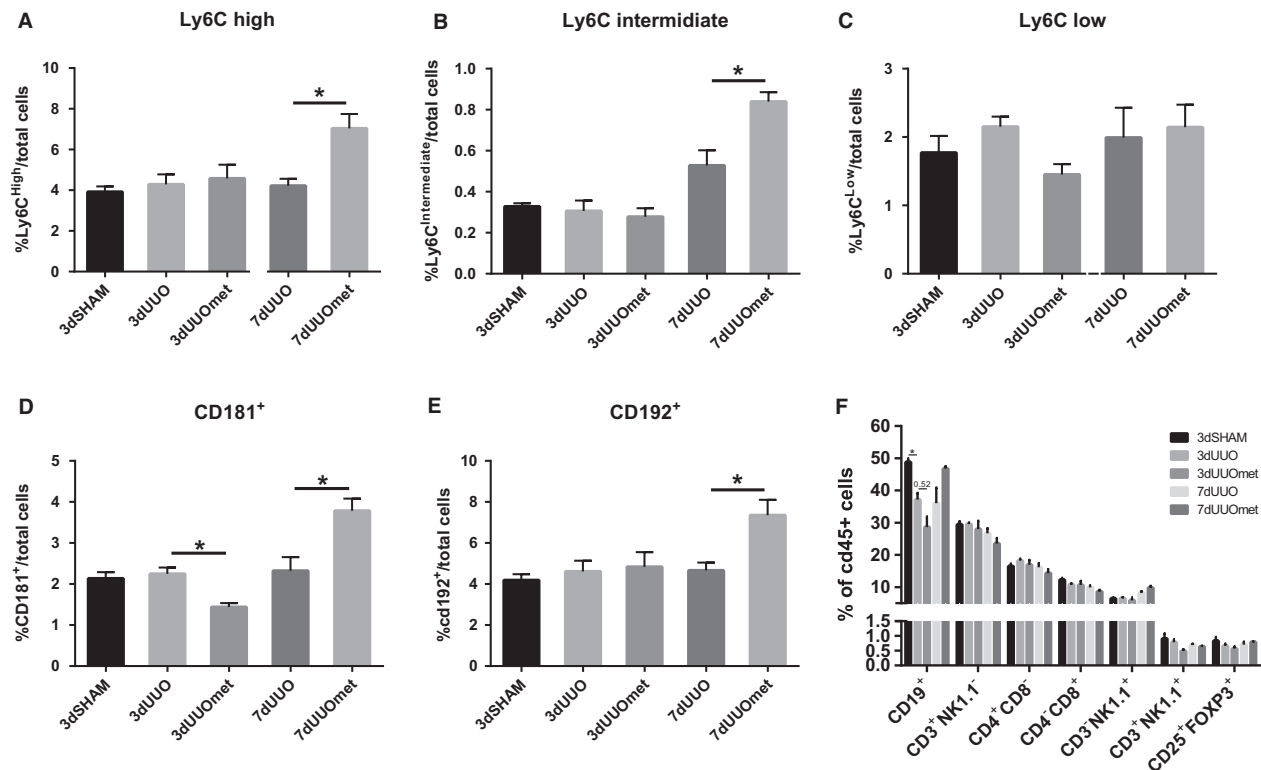 A
Ly6C high
%Ly6C^High/total cells
10
8
6
4
2
0
*
3dSHAM
3dUUO
3dUUOmet
7dUUO
7dUUOmet
B
Ly6C intermidiate
%Ly6C^Intermediate/total cells
1.0
0.8
0.6
0.4
0.2
0.0
*
3dSHAM
3dUUO
3dUUOmet
7dUUO
7dUUOmet
C
Ly6C low
%Ly6C^Low/total cells
3
2
1
0
3dSHAM
3dUUO
3dUUOmet
7dUUO
7dUUOmet
D
CD181⁺
%CD181⁺/total cells
5
4
3
2
1
0
*
*
3dSHAM
3dUUO
3dUUOmet
7dUUO
7dUUOmet
E
CD192⁺
%cd192⁺/total cells
10
8
6
4
2
0
*
3dSHAM
3dUUO
3dUUOmet
7dUUO
7dUUOmet
F
% of cd45+ cells
60
50
40
30
20
10
1.5
1.0
0.5
0.0
*
0.52
3dSHAM
3dUUO
3dUUOmet
7dUUO
7dUUOmet
CD19⁺
CD3⁺NK1.1⁻
CD4⁺CD8⁻
CD4⁻CD8⁺
CD3⁻NK1.1⁺
CD3⁺NK1.1⁺
CD25⁺FOXP3⁺